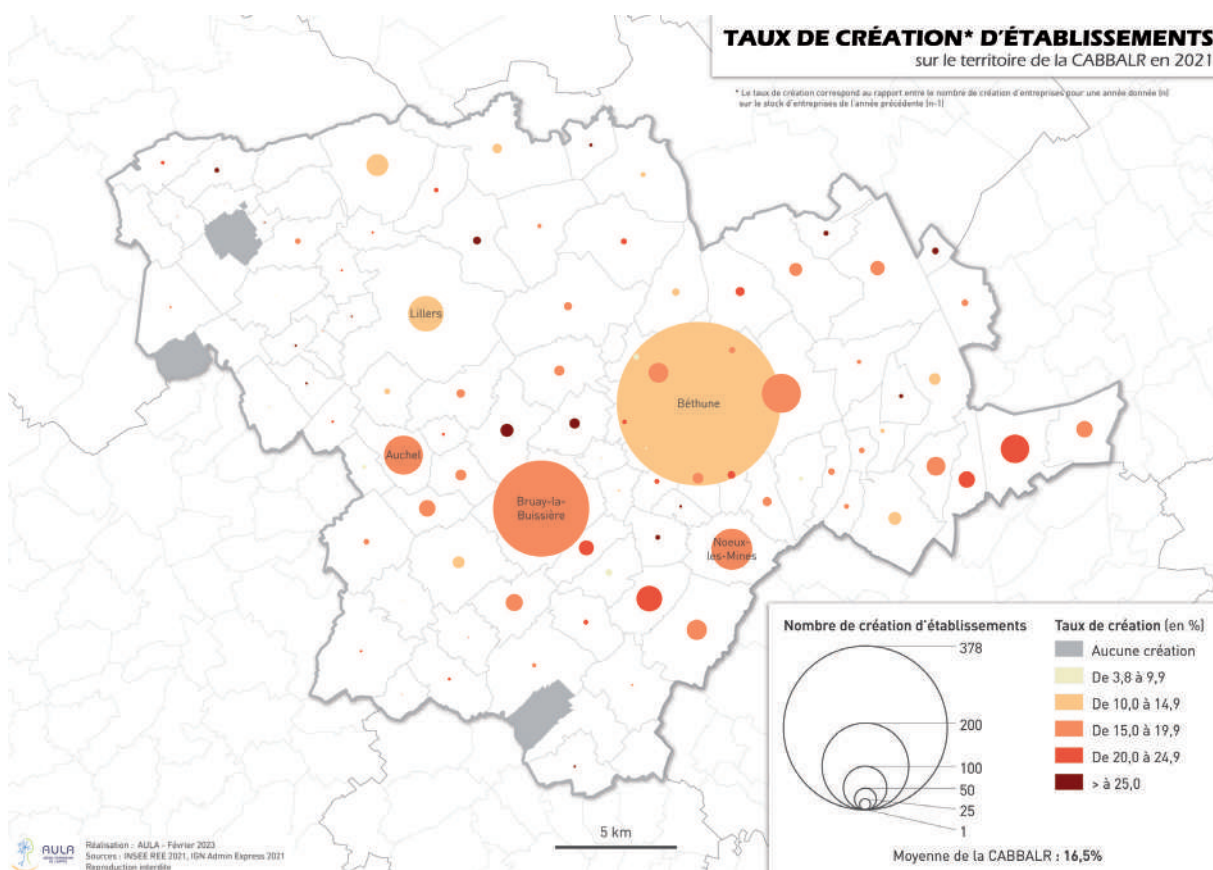 TAUX DE CRÉATION* D'ÉTABLISSEMENTS
sur le territoire de la CABBALR en 2021
* Le taux de création correspond au rapport entre le nombre de création d'entreprises pour une année donnée (n)
sur le stock d'entreprises de l'année précédente (n-1)
Lillers
Béthune
Auchel
Bruay-la-
Buissière
Noeux-
les-Mines
Nombre de création d'établissements
378
200
100
50
25
1
Taux de création (en %)
Aucune création
De 3,8 à 9,9
De 10,0 à 14,9
De 15,0 à 19,9
De 20,0 à 24,9
> à 25,0
Moyenne de la CABBALR : 16,5%
5 km
AULA
Réalisation : AULA - Février 2023
Sources : INSEE REE 2021, IGN Admin Express 2021
Reproduction interdite